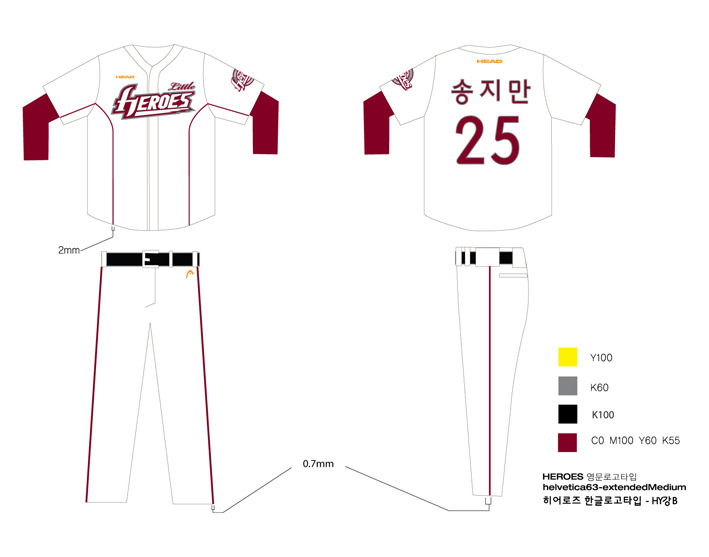 HEAD
Little
HEROES
HEAD
송지만
25
2mm
0.7mm
Y100
K60
K100
C0 M100 Y60 K55
HEROES 영문로고타입
helvetica63-extendedMedium
히어로즈 한글로고타입 - HY강B